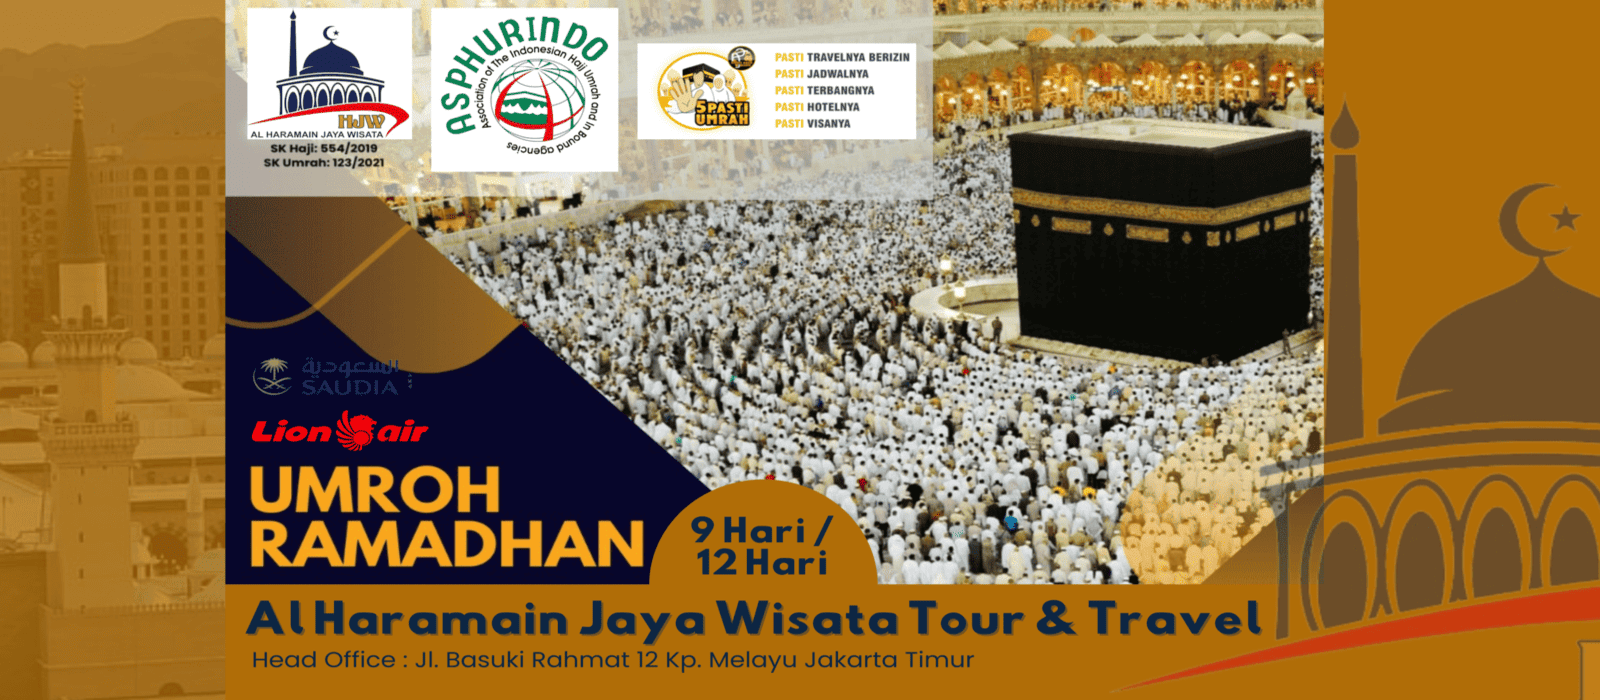 HJW
AL HARAMAIN JAYA WISATA
SK Haji: 554/2019
SK Umrah: 123/2021
ASPHURINDO
Association of The Indonesian Hajj Umrah and In Bound agencies
5 PASTI
UMRAH
PASTI TRAVELNYA BERIZIN
PASTI JADWALNYA
PASTI TERBANGNYA
PASTI HOTELNYA
PASTI VISANYA
السعودية
SAUDIA
Lion air
UMROH
RAMADHAN
9 Hari /
12 Hari
Al Haramain Jaya Wisata Tour & Travel
Head Office : Jl. Basuki Rahmat 12 Kp. Melayu Jakarta Timur